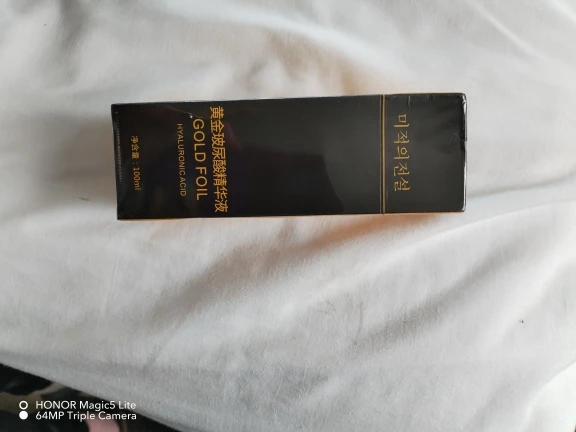 미적의전설
黄金玻尿酸精华液
GOLD FOIL
HYALURONIC ACID
净含量：100ml
HONOR Magic5 Lite
64MP Triple Camera